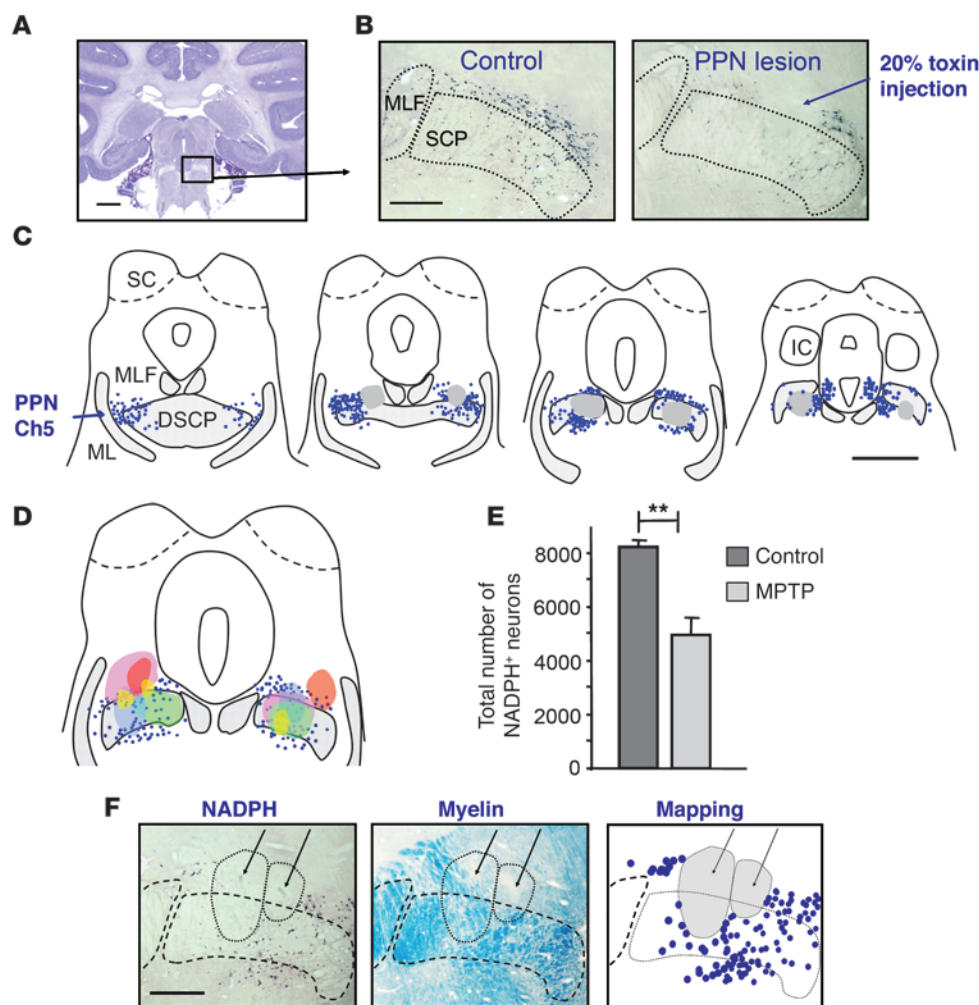 A
B
Control
MLF
SCP
PPN lesion
20% toxin
injection
C
SC
MLF
PPN
Ch5
DSCP
ML
IC
D
E
**
8000
6000
4000
2000
0
Total number of
NADPH+ neurons
Control
MPTP
F
NADPH
Myelin
Mapping